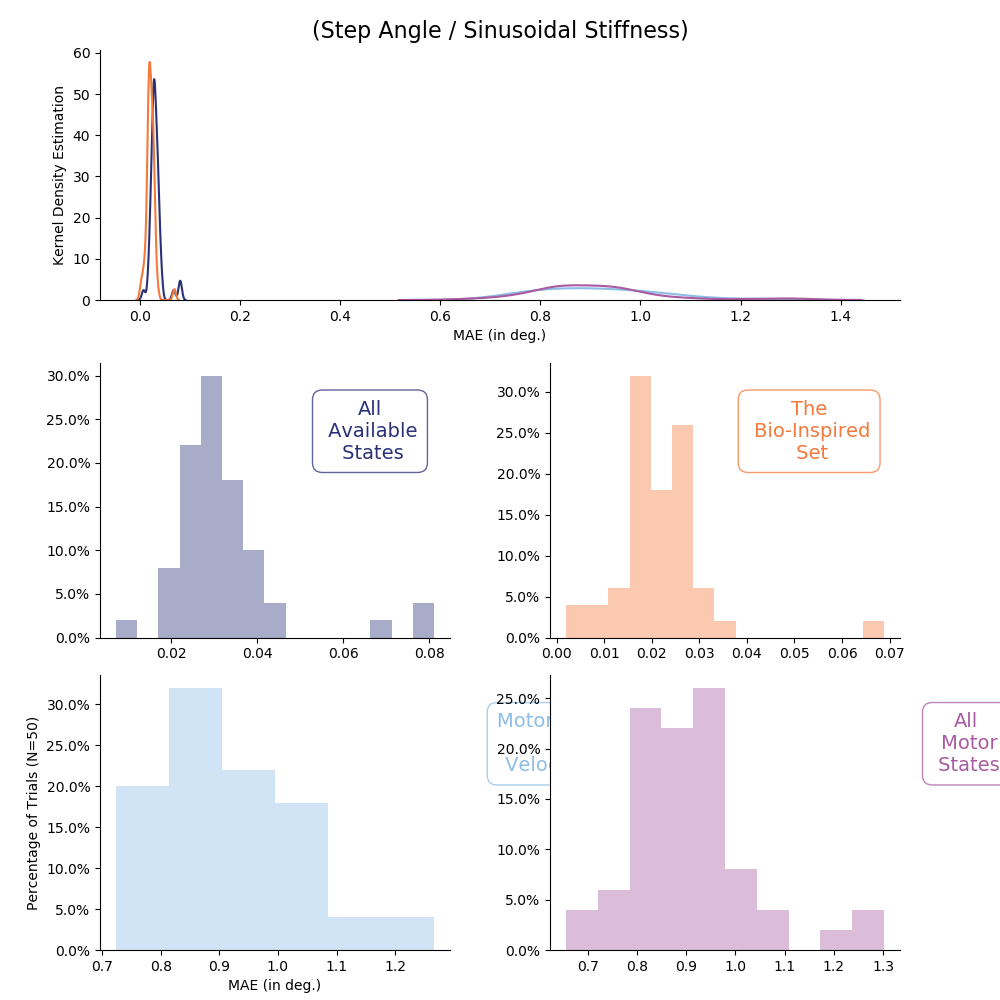 (Step Angle / Sinusoidal Stiffness)
Kernel Density Estimation
60
50
40
30
20
10
0
0.0 0.2 0.4 0.6 0.8 1.0 1.2 1.4
MAE (in deg.)
30.0%
25.0%
20.0%
15.0%
10.0%
5.0%
0.0%
0.02 0.04 0.06 0.08
All
Available
States
30.0%
25.0%
20.0%
15.0%
10.0%
5.0%
0.0%
0.00 0.01 0.02 0.03 0.04 0.05 0.06 0.07
The
Bio-Inspired
Set
Percentage of Trials (N=50)
30.0%
25.0%
20.0%
15.0%
10.0%
5.0%
0.0%
0.7 0.8 0.9 1.0 1.1 1.2
MAE (in deg.)
Motor
25.0%
20.0%
15.0%
10.0%
5.0%
0.0%
0.7 0.8 0.9 1.0 1.1 1.2 1.3
All
Motor
States